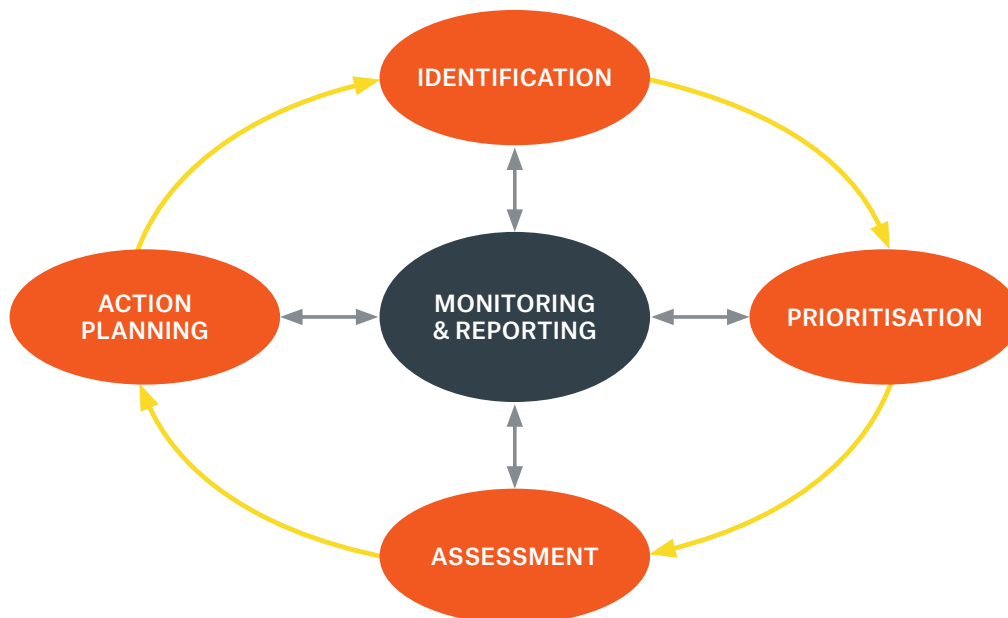 IDENTIFICATION
ACTION
PLANNING
MONITORING
& REPORTING
PRIORITISATION
ASSESSMENT